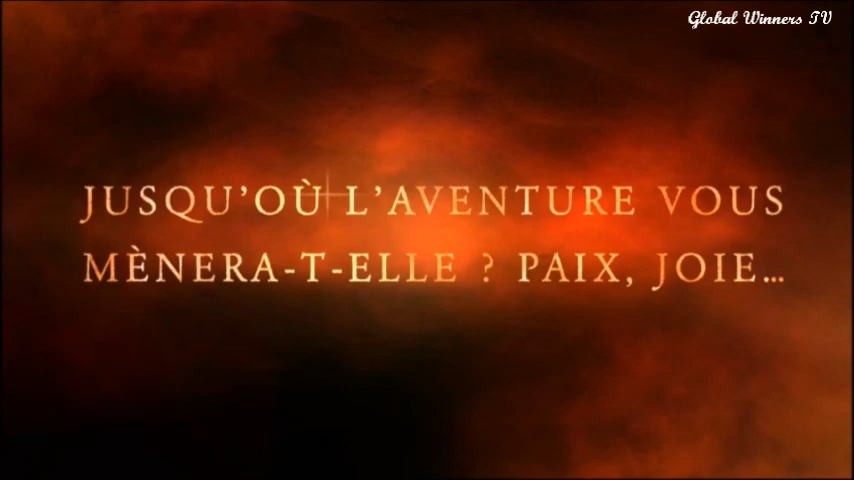 Global Winners TV
JUSQU'OÙ L'AVENTURE VOUS
MÈNERA-T-ELLE ? PAIX, JOIE...